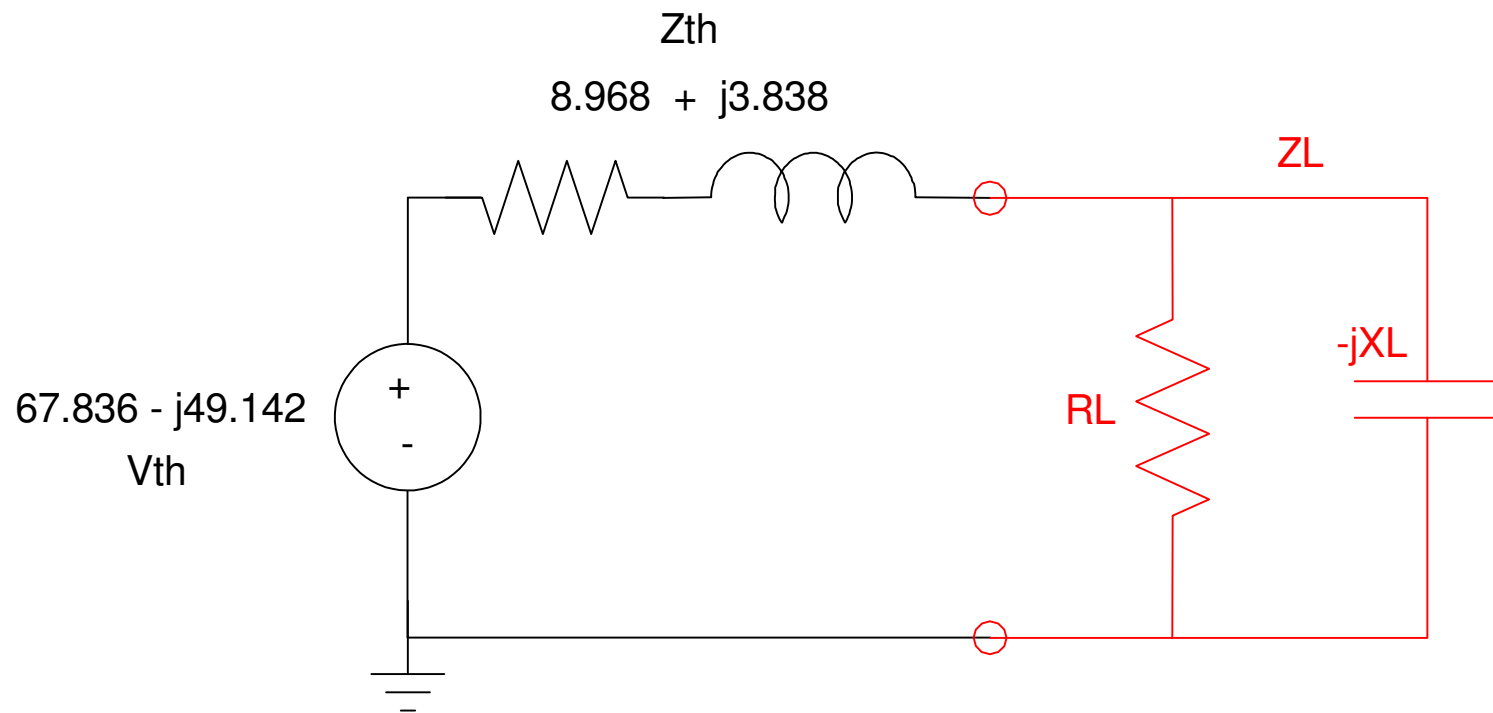 Zth
8.968 + j3.838
ZL
-jXL
+
67.836 - j49.142
RL
-
Vth